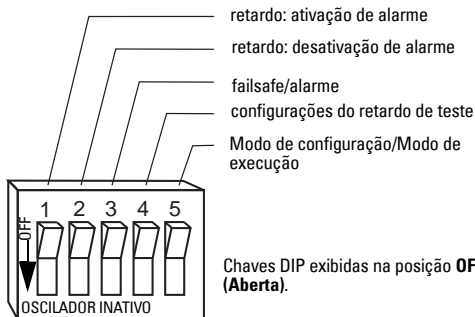 retardo: ativação de alarme
retardo: desativação de alarme
failsafe/alarme
configurações do retardo de teste
Modo de configuração/Modo de
execução
1 2 3 4 5
OFF
OSCILADOR INATIVO
Chaves DIP exibidas na posição OF
(Aberta).